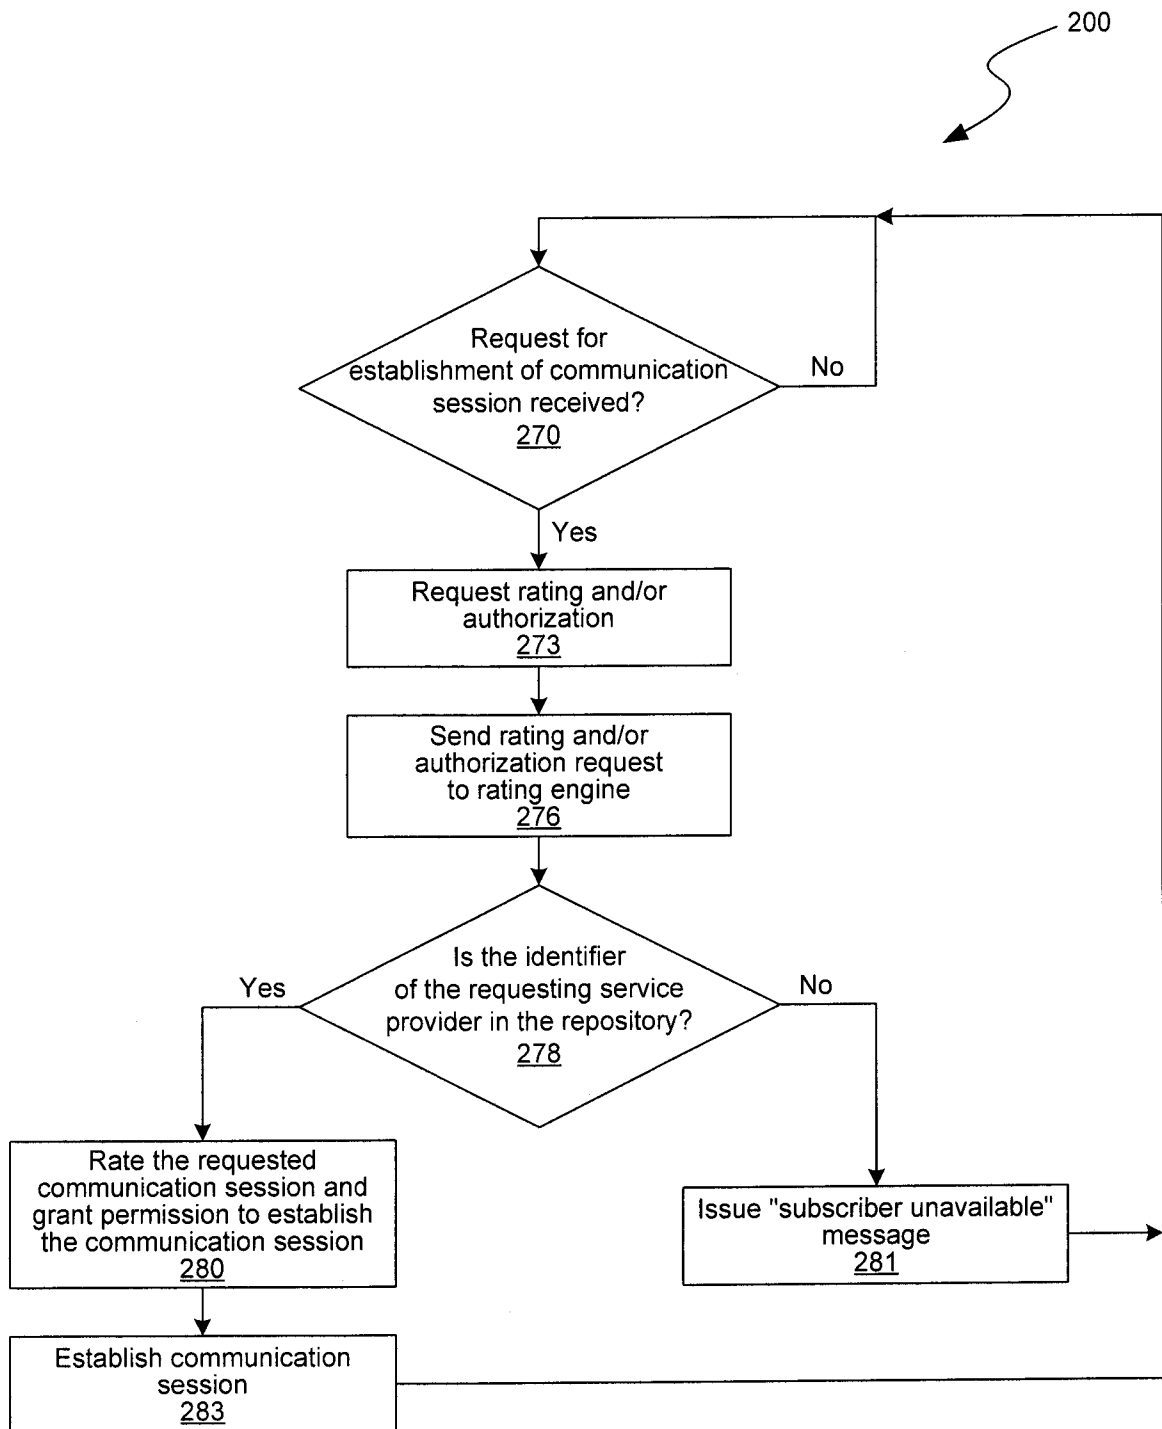 200
Request for
establishment of communication
session received?
270
No
Yes
Request rating and/or
authorization
273
Send rating and/or
authorization request
to rating engine
276
Is the identifier
of the requesting service
provider in the repository?
278
Yes
No
Rate the requested
communication session and
grant permission to establish
the communication session
280
Issue "subscriber unavailable"
message
281
Establish communication
session
283